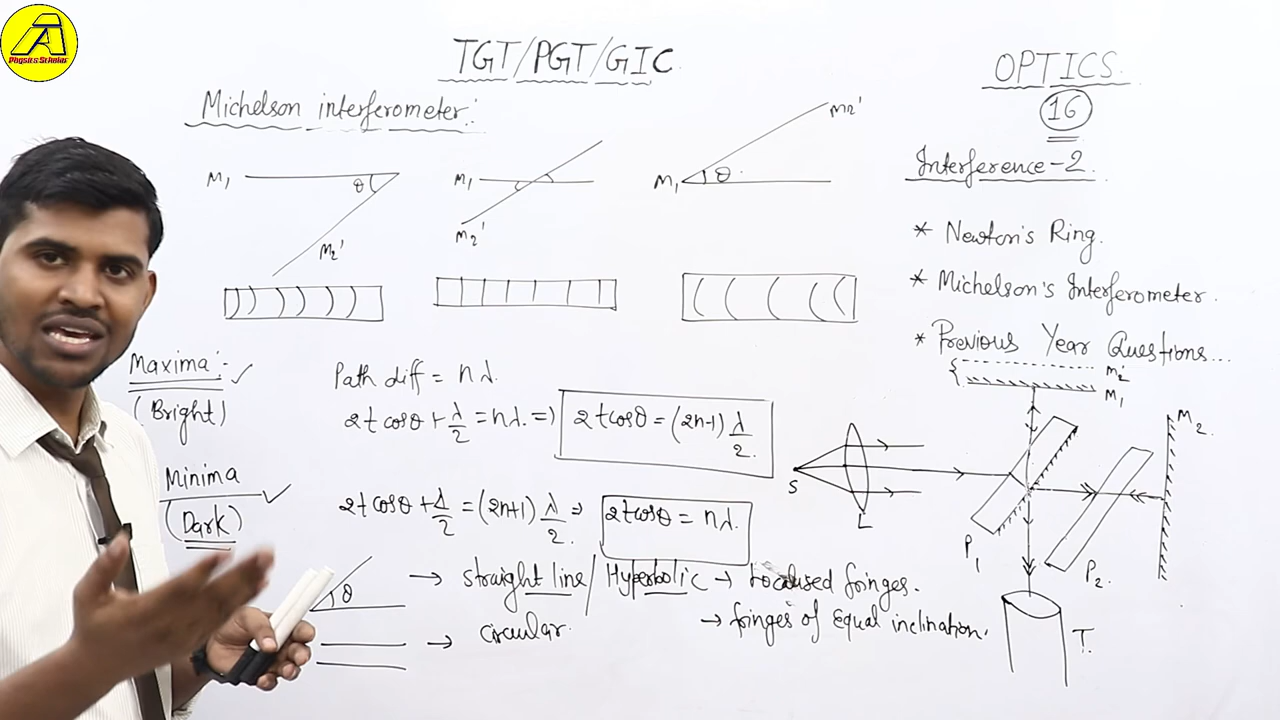 A
Physics Scholar
TGT/PGT/GIC
OPTICS
16
Michelson interferometer:
Interference-2
* Newton's Ring.
* Michelson's Interferometer.
* Previous Year Questions...
M₁ θ M₂'
M₁ M₂'
M₁ θ M₂'
Maxima:- ✓
(Bright)
Path diff = nλ.
2t cosθ + λ/2 = nλ. ⇒ 2t cosθ = (2n-1) λ/2.
Minima ✓
(Dark)
2t cosθ + λ/2 = (2n+1) λ/2 ⇒ 2t cosθ = nλ.
θ → straight line/Hyperbolic → Localised fringes.
→ circular. → fringes of Equal inclination.
M₂'
M₁
M₂.
S
L
P₁
P₂.
T.